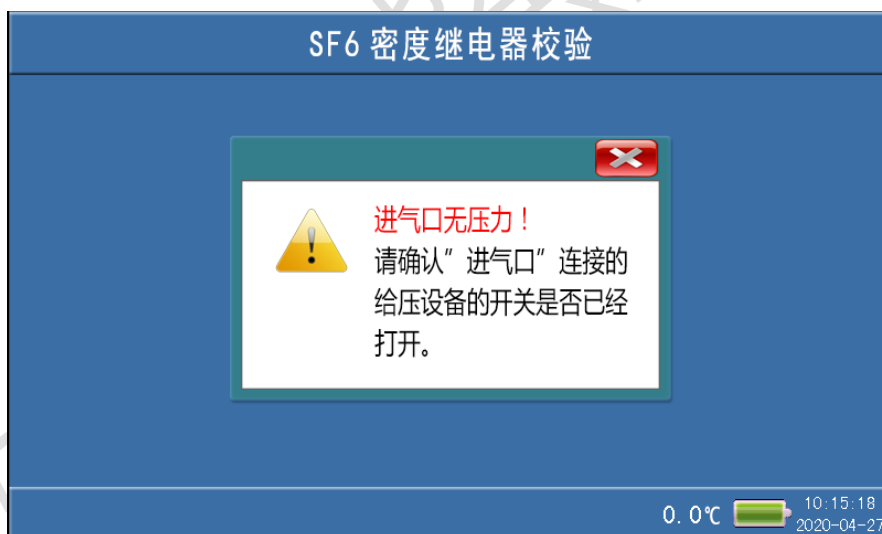 SF6 密度继电器校验
进气口无压力！
请确认”进气口”连接的
给压设备的开关是否已经
打开。
0.0℃
10:15:18
2020-04-27